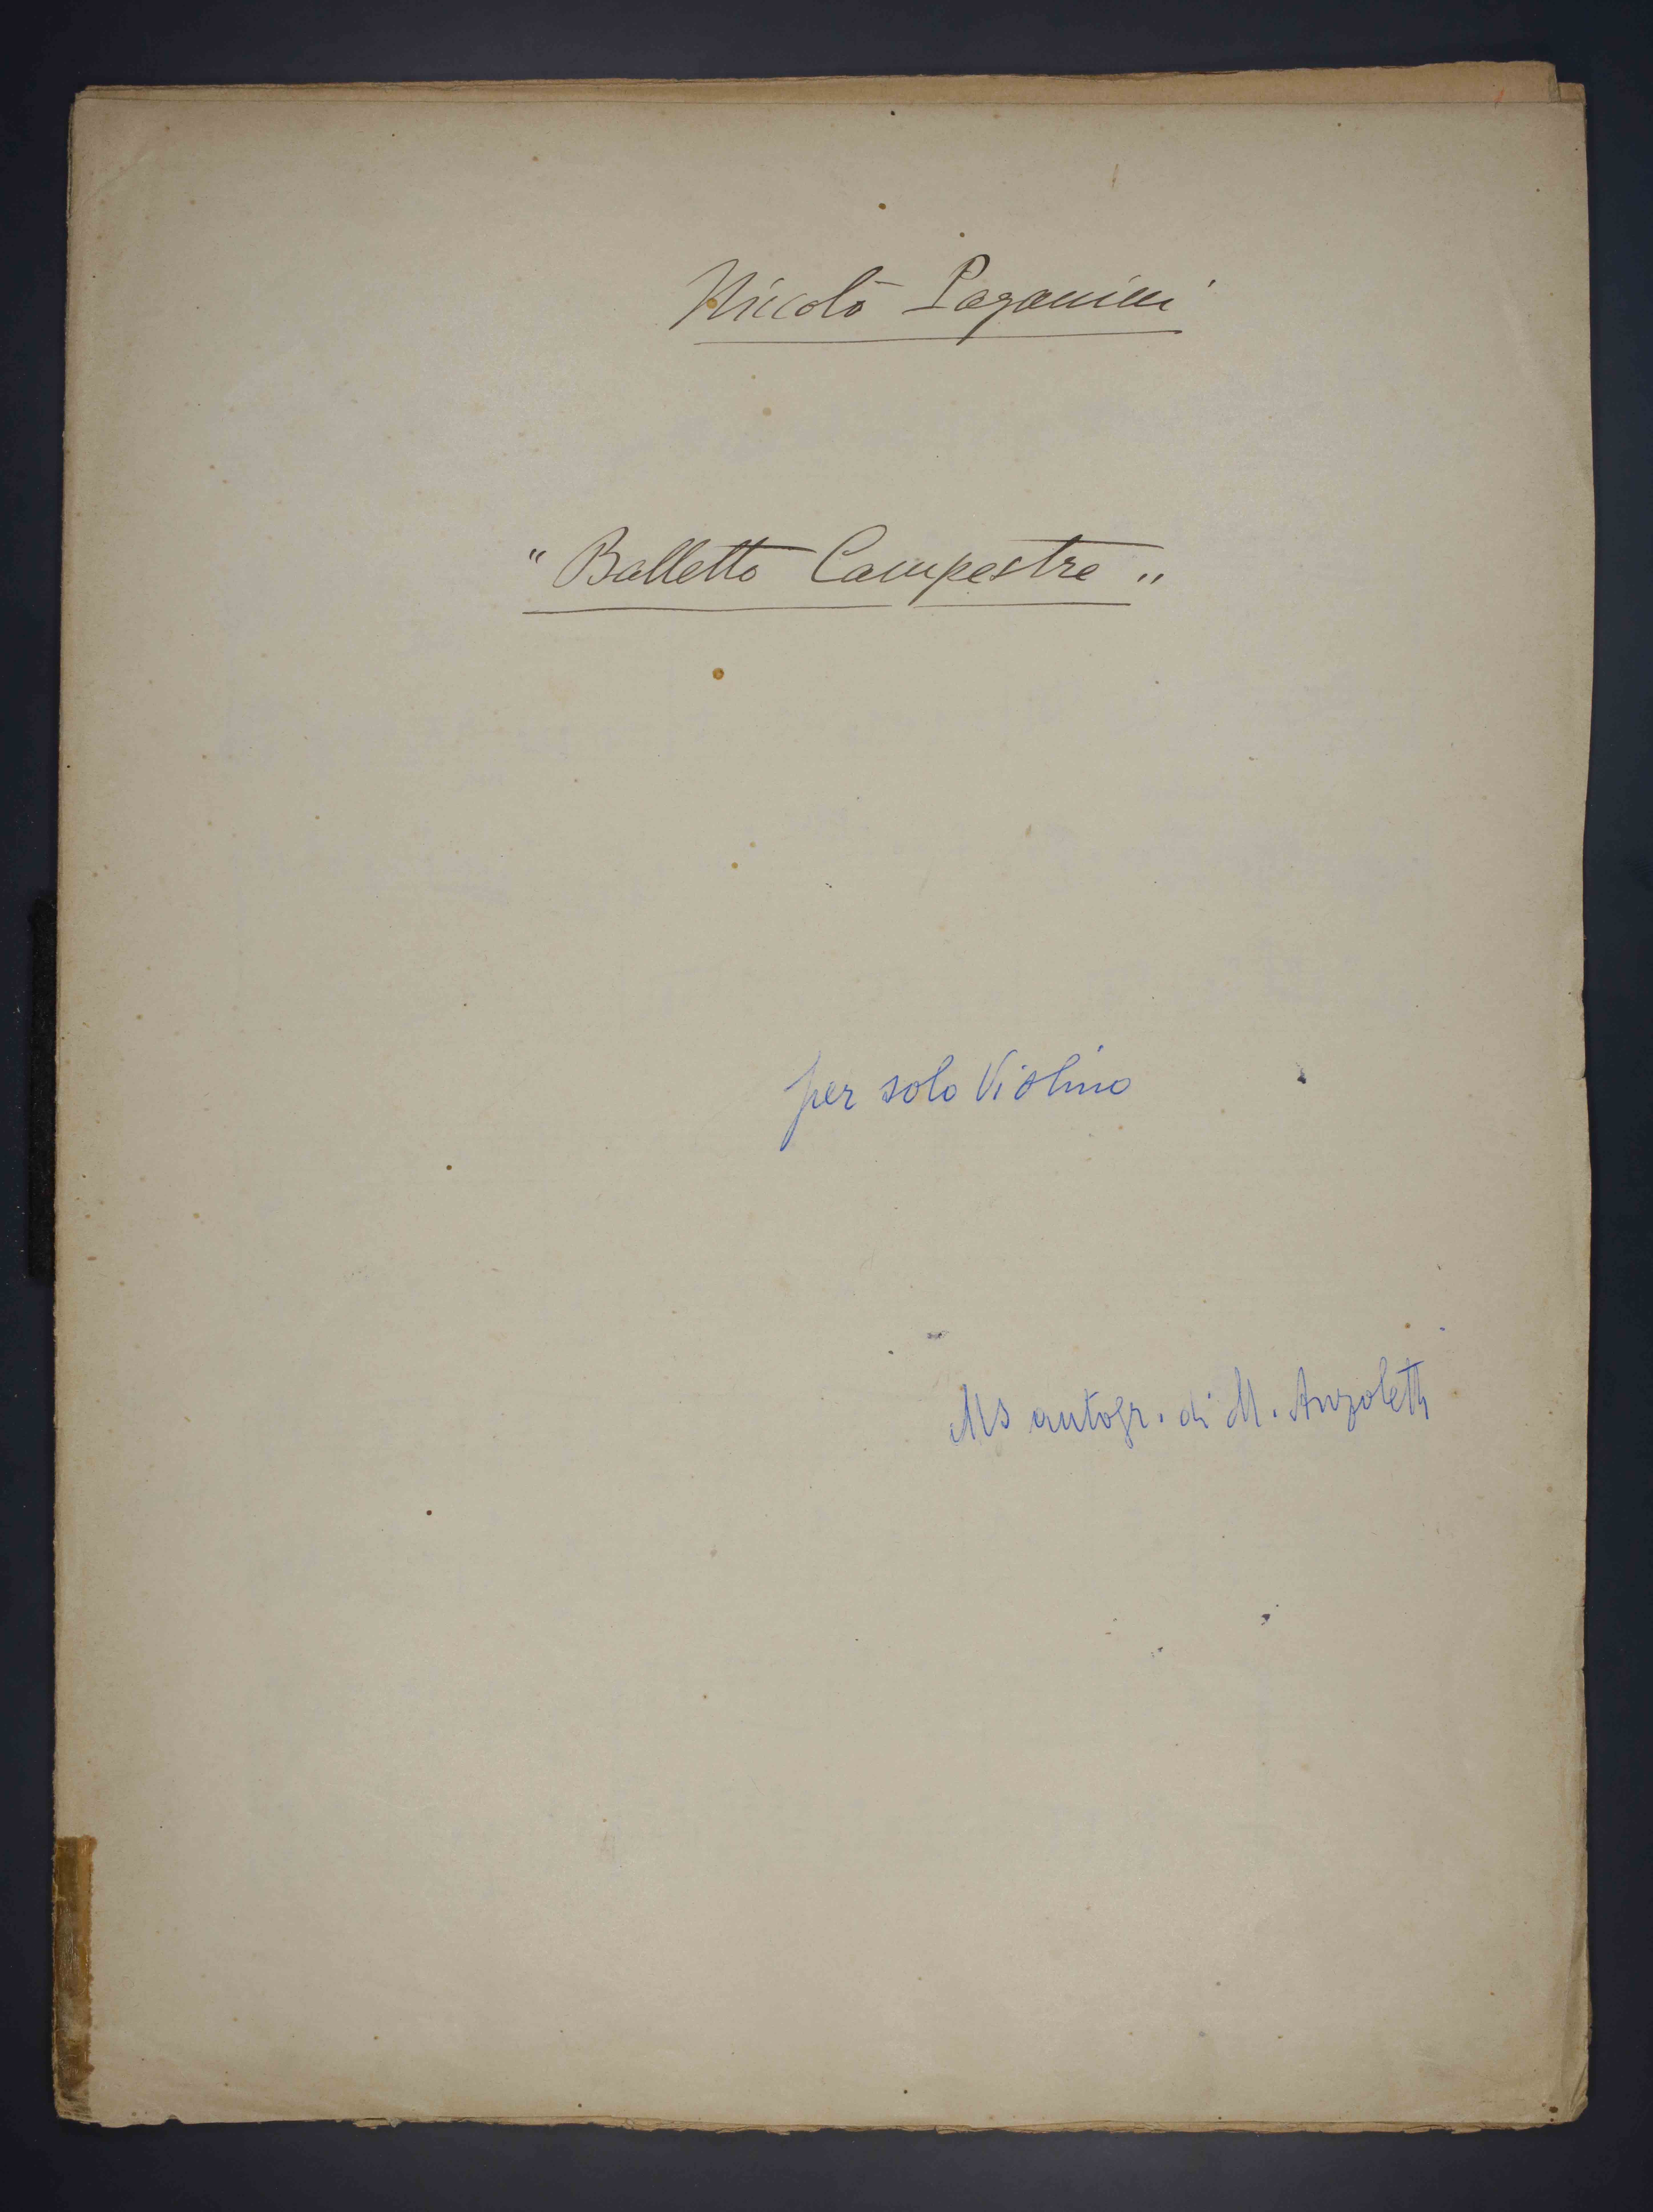 Niccolò Paganini
"Balletto Campestre"
per solo Violino
Ms autogr. di M. Anzoletti